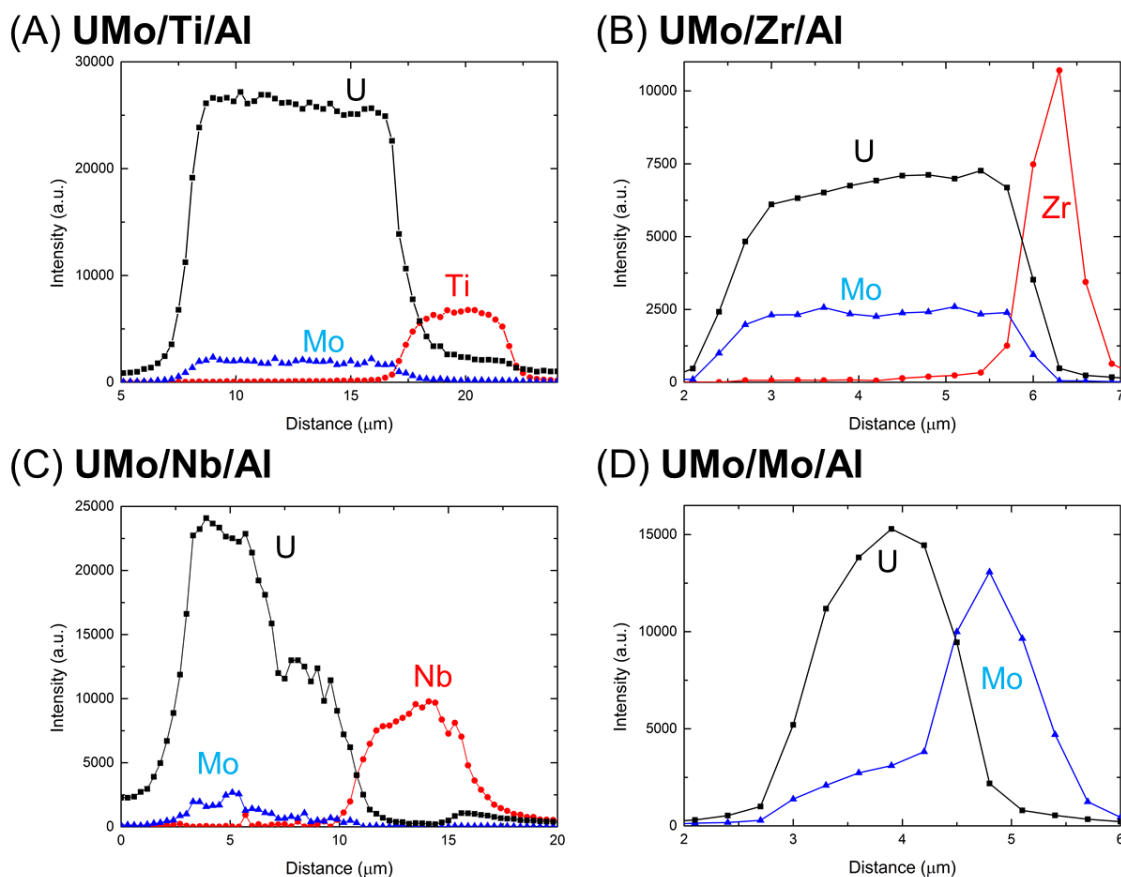 (A) UMo/Ti/Al
30000
20000
10000
0
Intensity (a.u.)
U
Ti
Mo
5
10
15
20
Distance (μm)
(B) UMo/Zr/Al
10000
7500
5000
2500
0
Intensity (a.u.)
U
Zr
Mo
2
3
4
5
6
7
Distance (μm)
(C) UMo/Nb/Al
25000
20000
15000
10000
5000
0
Intensity (a.u.)
U
Nb
Mo
0
5
10
15
20
Distance (μm)
(D) UMo/Mo/Al
15000
10000
5000
0
Intensity (a.u.)
U
Mo
2
3
4
5
6
Distance (μm)